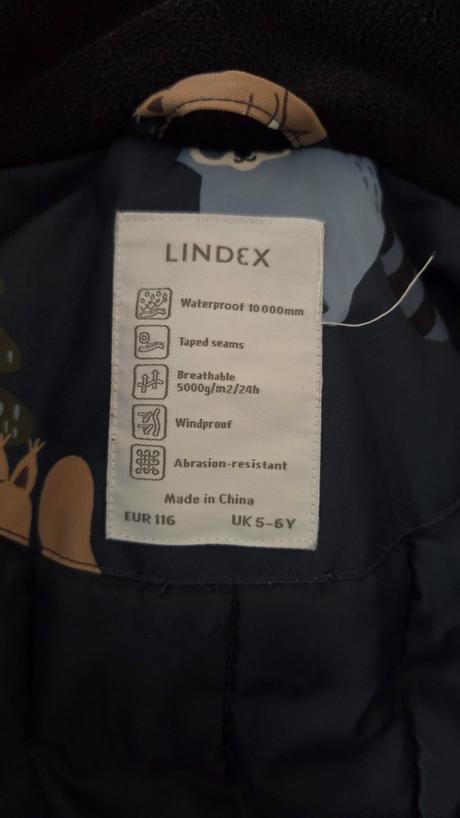 LINDEX
Waterproof 10 000mm
Taped seams
Breathable
5000g/m2/24h
Windproof
Abrasion-resistant
Made in China
EUR 116 UK 5-6Y